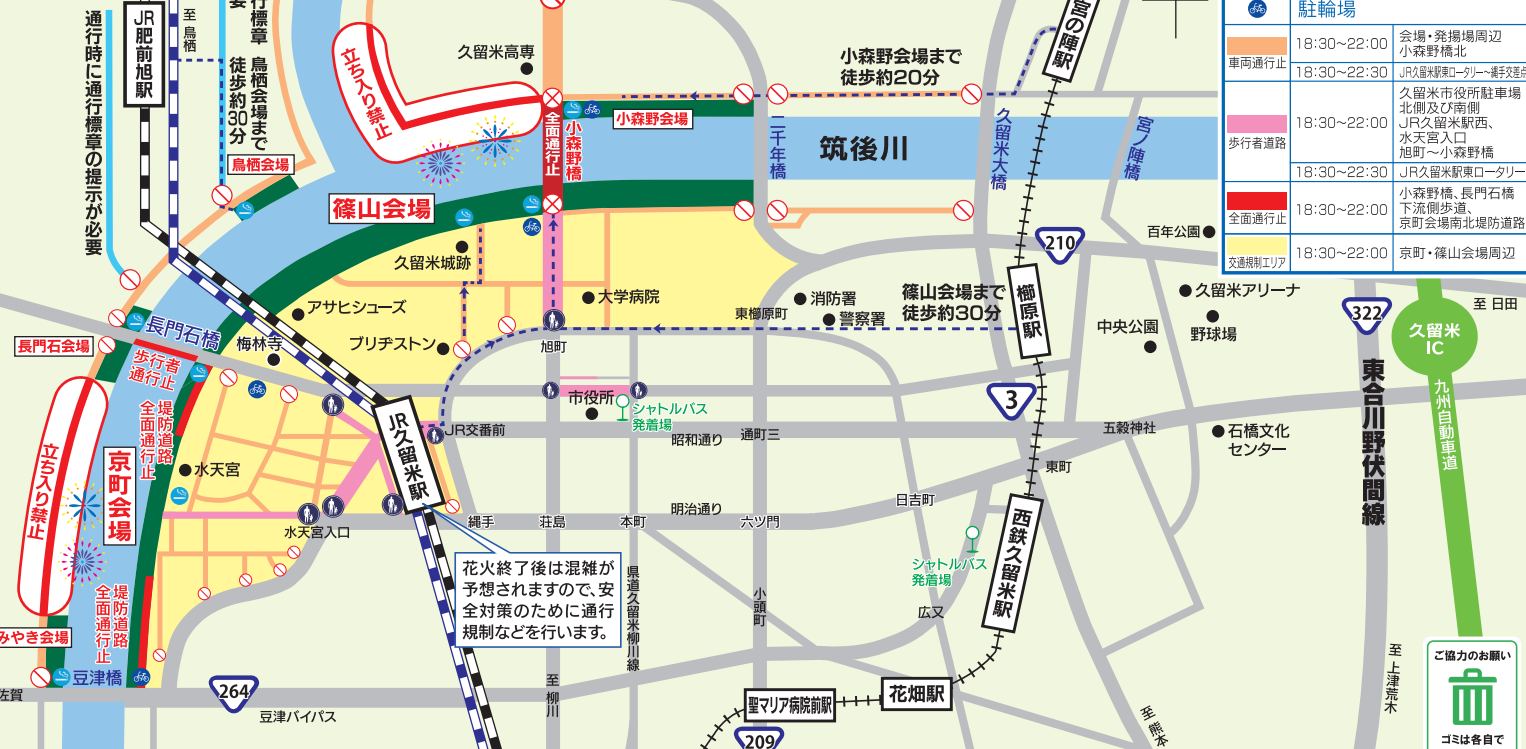 通行時に通行標章の提示が必要
JR肥前旭駅
至 鳥栖
行標章
鳥栖会場まで
徒歩約30分
鳥栖会場
立ち入り禁止
久留米高専
全面通行止
小森野橋
小森野会場
小森野会場まで
徒歩約20分
宮の陣駅
二千年橋
筑後川
久留米大橋
宮ノ陣橋
篠山会場
久留米城跡
アサヒシューズ
大学病院
ブリヂストン
旭町
東櫛原町
消防署
警察署
篠山会場まで
徒歩約30分
櫛原駅
210
百年公園
久留米アリーナ
野球場
中央公園
322
久留米
IC
至 日田
九州自動車道
東合川野伏間線
長門石橋
長門石会場
歩行者
通行止
梅林寺
堤防道路
全面通行止
立ち入り禁止
京町会場
水天宮
水天宮入口
JR久留米駅
JR交番前
市役所
シャトルバス
発着場
昭和通り
通町三
3
五穀神社
石橋文化
センター
東町
日吉町
明治通り
縄手
荘島
本町
六ツ門
西鉄久留米駅
シャトルバス
発着場
広又
小頭町
県道久留米柳川線
花火終了後は混雑が
予想されますので、安
全対策のために通行
規制などを行います。
堤防道路
全面通行止
みやき会場
豆津橋
佐賀
264
豆津バイパス
至 柳川
聖マリア病院前駅
花畑駅
209
至 熊本
至 上津荒木
駐輪場
車両通行止
18:30〜22:00
会場・発揚場周辺
小森野橋北
18:30〜22:30
JR久留米駅東ロータリー〜縄手交差点
歩行者道路
18:30〜22:00
久留米市役所駐車場
北側及び南側
JR久留米駅西、
水天宮入口
旭町〜小森野橋
18:30〜22:30
JR久留米駅東ロータリー
全面通行止
18:30〜22:00
小森野橋、長門石橋
下流側歩道、
京町会場南北堤防道路
交通規制エリア
18:30〜22:00
京町・篠山会場周辺
ご協力のお願い
ゴミは各自で